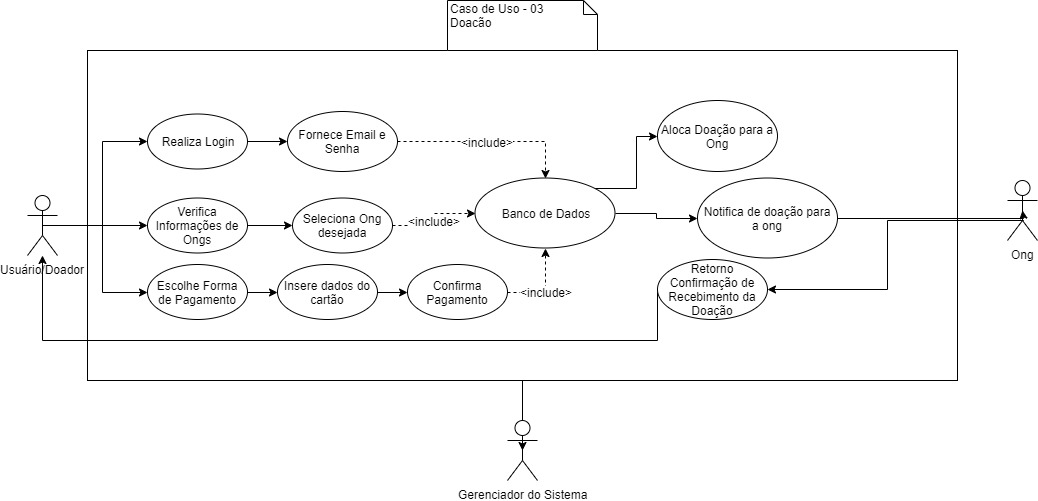 Caso de Uso - 03
Doacão
Realiza Login
Fornece Email e
Senha
<include>
Aloca Doação para a
Ong
Verifica
Informações de
Ongs
Seleciona Ong
desejada
<include>
Banco de Dados
Notifica de doação para
a ong
Usuário/Doador
Ong
Escolhe Forma
de Pagamento
Insere dados do
cartão
Confirma
Pagamento
<include>
Retorno
Confirmação de
Recebimento da
Doação
Gerenciador do Sistema